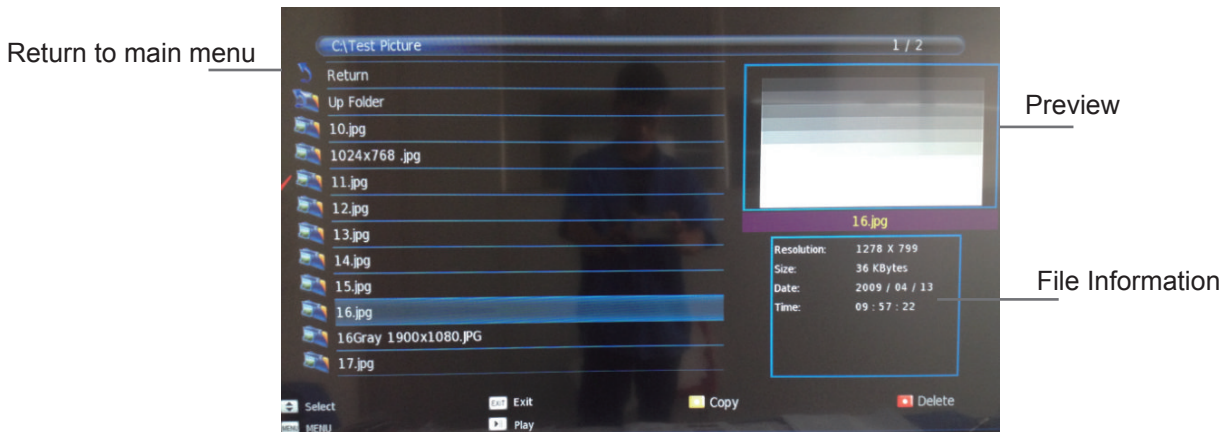 Return to main menu
C:\Test Picture
1 / 2
Return
Up Folder
10.jpg
1024x768 .jpg
11.jpg
12.jpg
13.jpg
14.jpg
15.jpg
16.jpg
16Gray 1900x1080.JPG
17.jpg
Preview
16.jpg
Resolution: 1278 X 799
Size: 36 KBytes
Date: 2009 / 04 / 13
Time: 09 : 57 : 22
File Information
Select
EXIT Exit
Copy
Delete
MENU MENU
Play